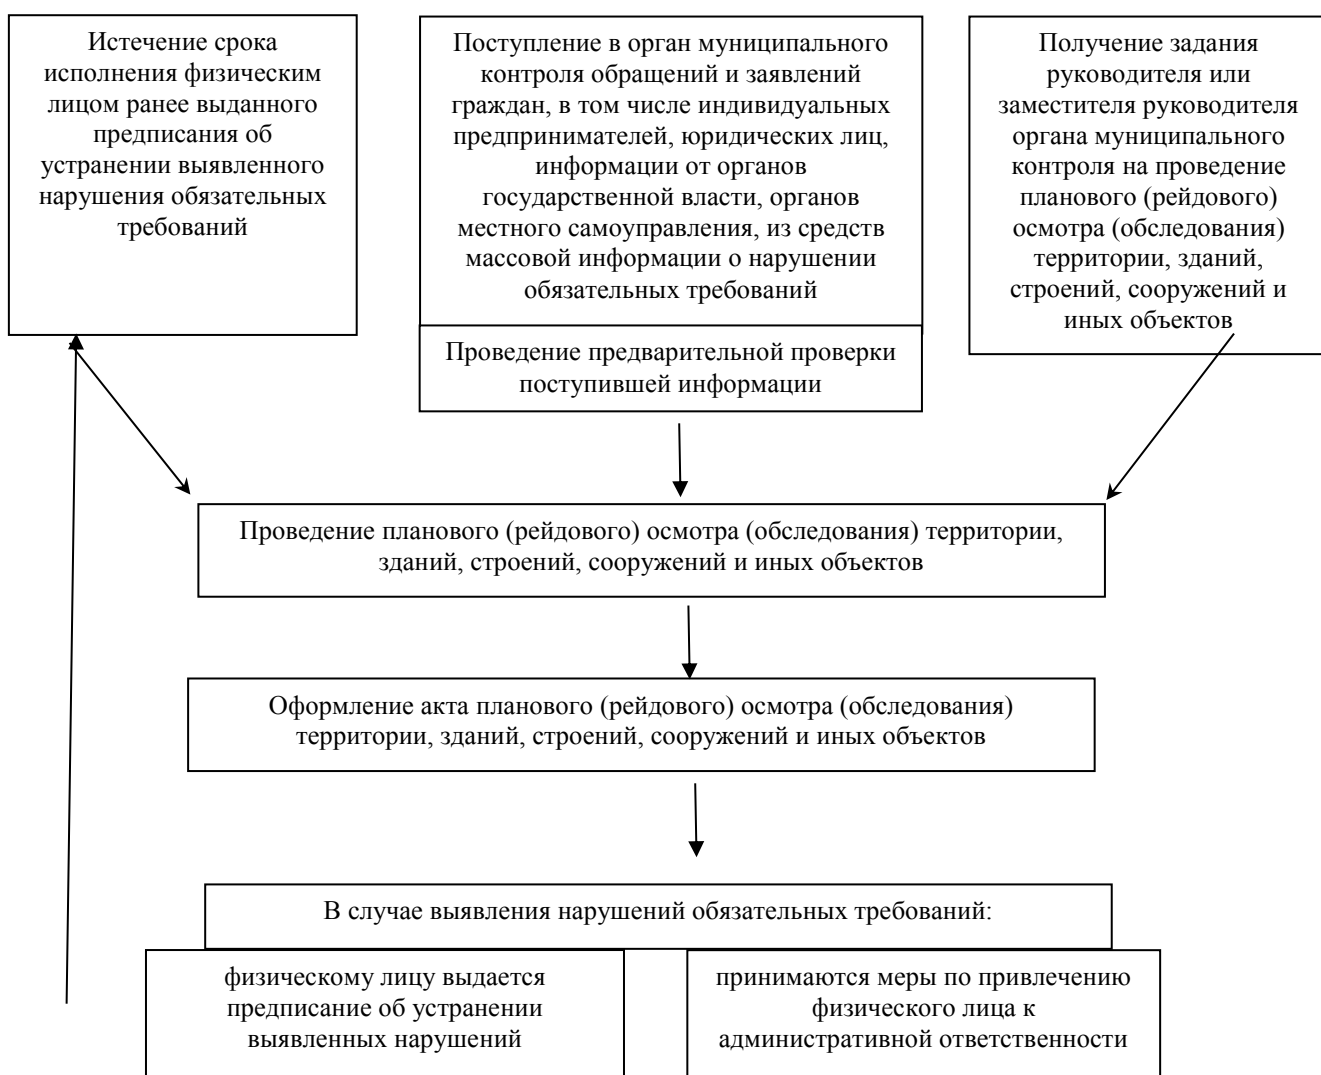 Истечение срока
исполнения физическим
лицом ранее выданного
предписания об
устранении выявленного
нарушения обязательных
требований
Поступление в орган муниципального
контроля обращений и заявлений
граждан, в том числе индивидуальных
предпринимателей, юридических лиц,
информации от органов
государственной власти, органов
местного самоуправления, из средств
массовой информации о нарушении
обязательных требований
Получение задания
руководителя или
заместителя руководителя
органа муниципального
контроля на проведение
планового (рейдового)
осмотра (обследования)
территории, зданий,
строений, сооружений и
иных объектов
Проведение предварительной проверки
поступившей информации
Проведение планового (рейдового) осмотра (обследования) территории,
зданий, строений, сооружений и иных объектов
Оформление акта планового (рейдового) осмотра (обследования)
территории, зданий, строений, сооружений и иных объектов
В случае выявления нарушений обязательных требований:
физическому лицу выдается
предписание об устранении
выявленных нарушений
принимаются меры по привлечению
физического лица к
административной ответственности